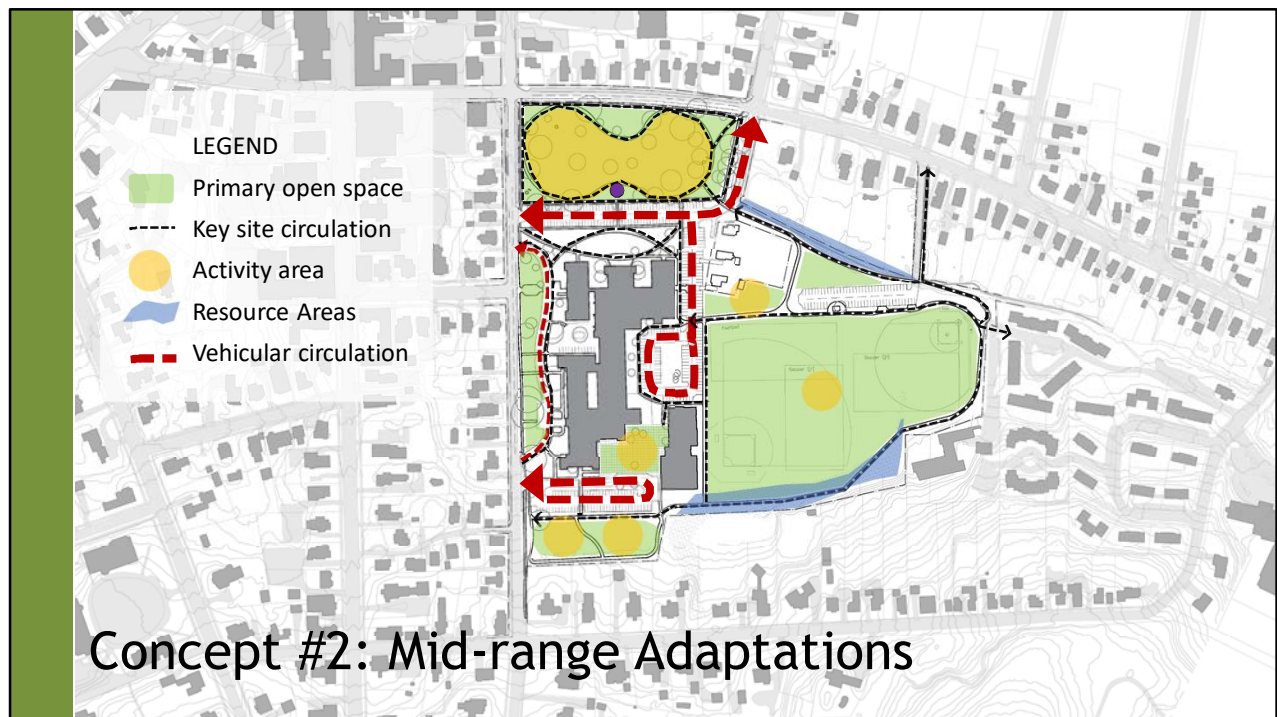 LEGEND
Primary open space
Key site circulation
Activity area
Resource Areas
Vehicular circulation
Concept #2: Mid-range Adaptations